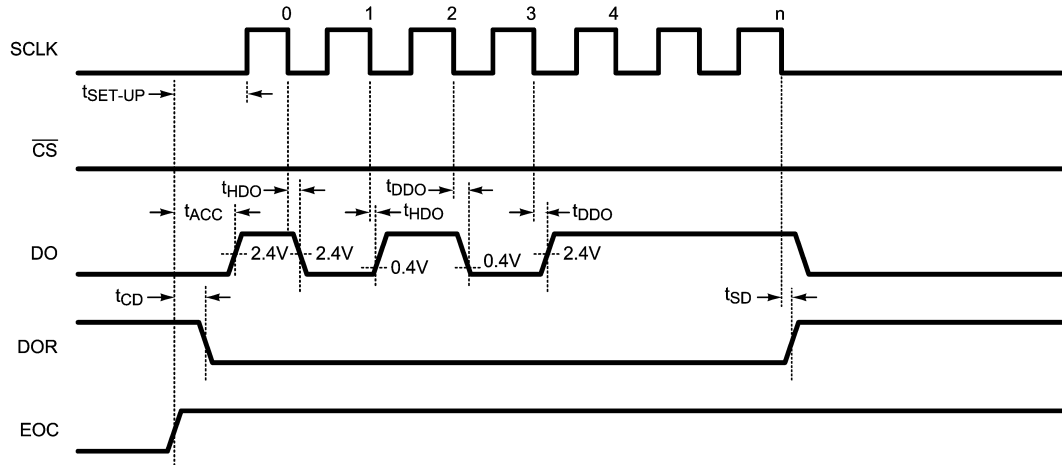 0 1 2 3 4 n
SCLK
tSET-UP
CS
tHDO
tDDO
tACC
tHDO
tDDO
DO
2.4V
2.4V
0.4V
0.4V
2.4V
tCD
tSD
DOR
EOC